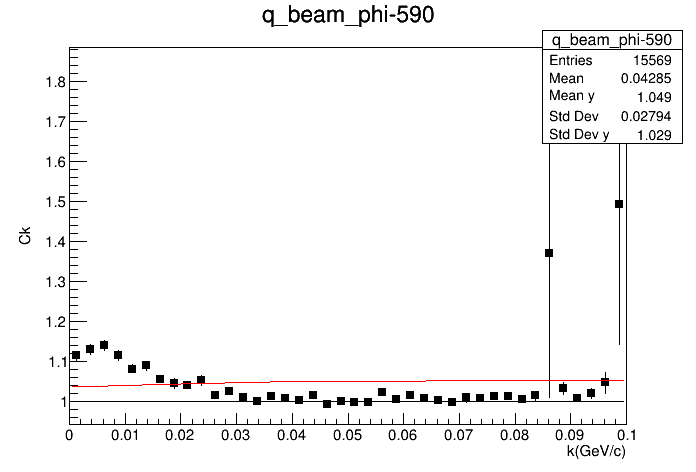 q_beam_phi-590
q_beam_phi-590
Entries 15569
Mean 0.04285
Mean y 1.049
Std Dev 0.02794
Std Dev y 1.029
Ck
1.8
1.7
1.6
1.5
1.4
1.3
1.2
1.1
1
0 0.01 0.02 0.03 0.04 0.05 0.06 0.07 0.08 0.09 0.1
k(GeV/c)